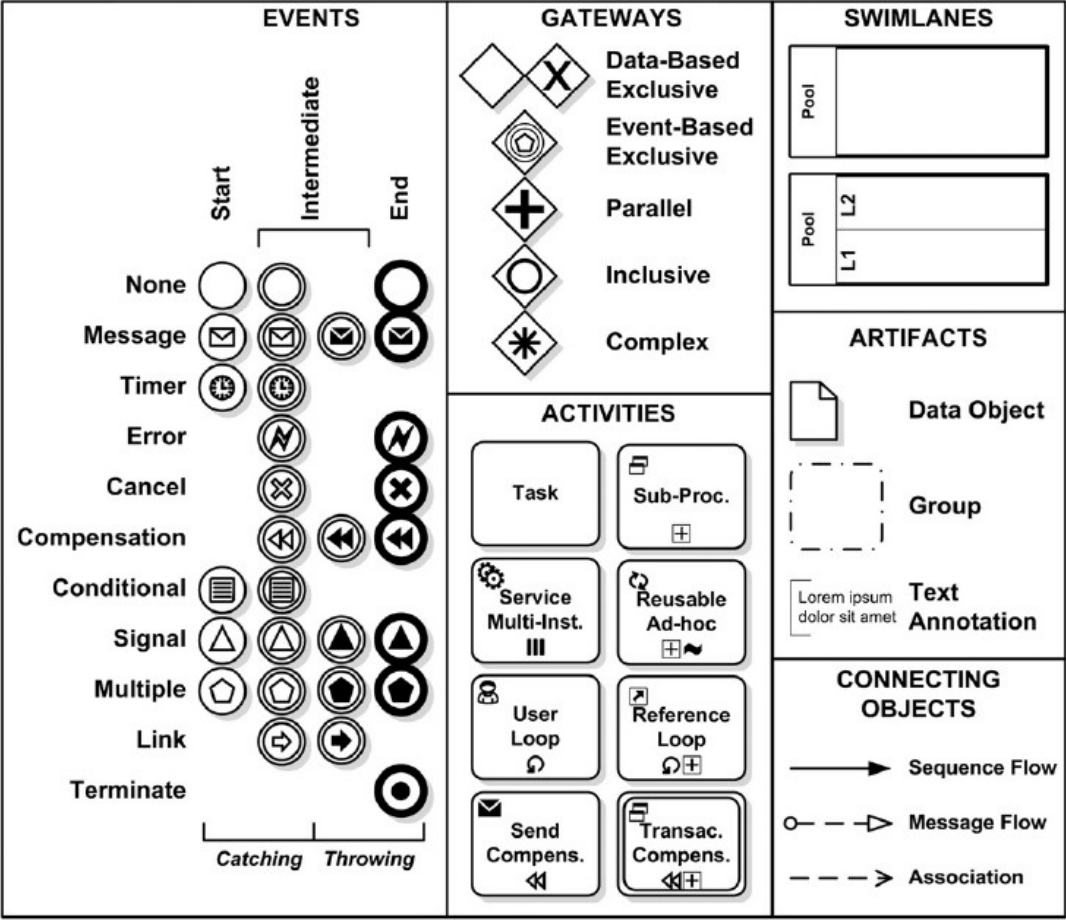 EVENTS
Start
Intermediate
End
None
Message
Timer
Error
Cancel
Compensation
Conditional
Signal
Multiple
Link
Terminate
Catching Throwing
GATEWAYS
X
Data-Based
Exclusive
Event-Based
Exclusive
Parallel
Inclusive
Complex
ACTIVITIES
Task
Sub-Proc.
Service
Multi-Inst.
Reusable
Ad-hoc
User
Loop
Reference
Loop
Send
Compens.
Transac.
Compens.
SWIMLANES
Pool
Pool
L2
L1
ARTIFACTS
Data Object
Group
Lorem ipsum
dolor sit amet
Text
Annotation
CONNECTING
OBJECTS
Sequence Flow
Message Flow
Association